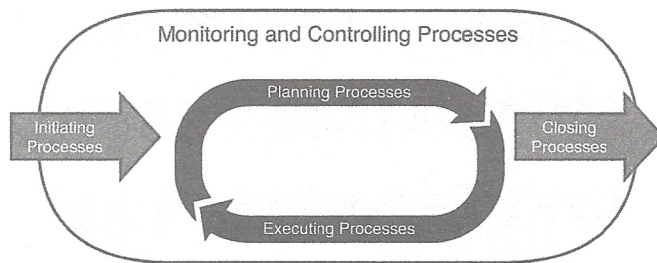 Monitoring and Controlling Processes
Planning Processes
Initiating
Processes
Closing
Processes
Executing Processes